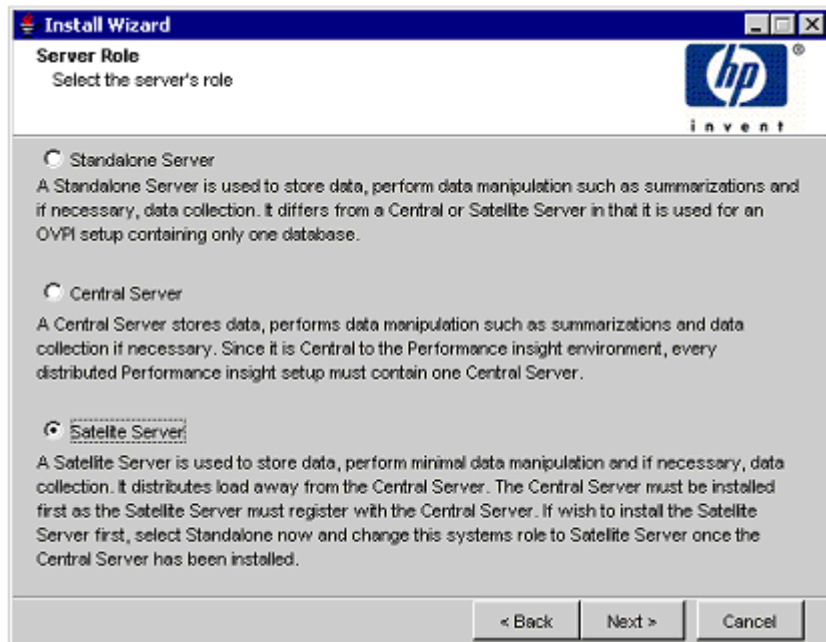 Install Wizard
Server Role
Select the server's role
hp
®
invent
Standalone Server
A Standalone Server is used to store data, perform data manipulation such as summarizations and
if necessary, data collection. It differs from a Central or Satellite Server in that it is used for an
OVPI setup containing only one database.
Central Server
A Central Server stores data, performs data manipulation such as summarizations and data
collection if necessary. Since it is Central to the Performance insight environment, every
distributed Performance insight setup must contain one Central Server.
Satelite Server
A Satellite Server is used to store data, perform minimal data manipulation and if necessary, data
collection. It distributes load away from the Central Server. The Central Server must be installed
first as the Satellite Server must register with the Central Server. If wish to install the Satellite
Server first, select Standalone now and change this systems role to Satellite Server once the
Central Server has been installed.
< Back Next > Cancel